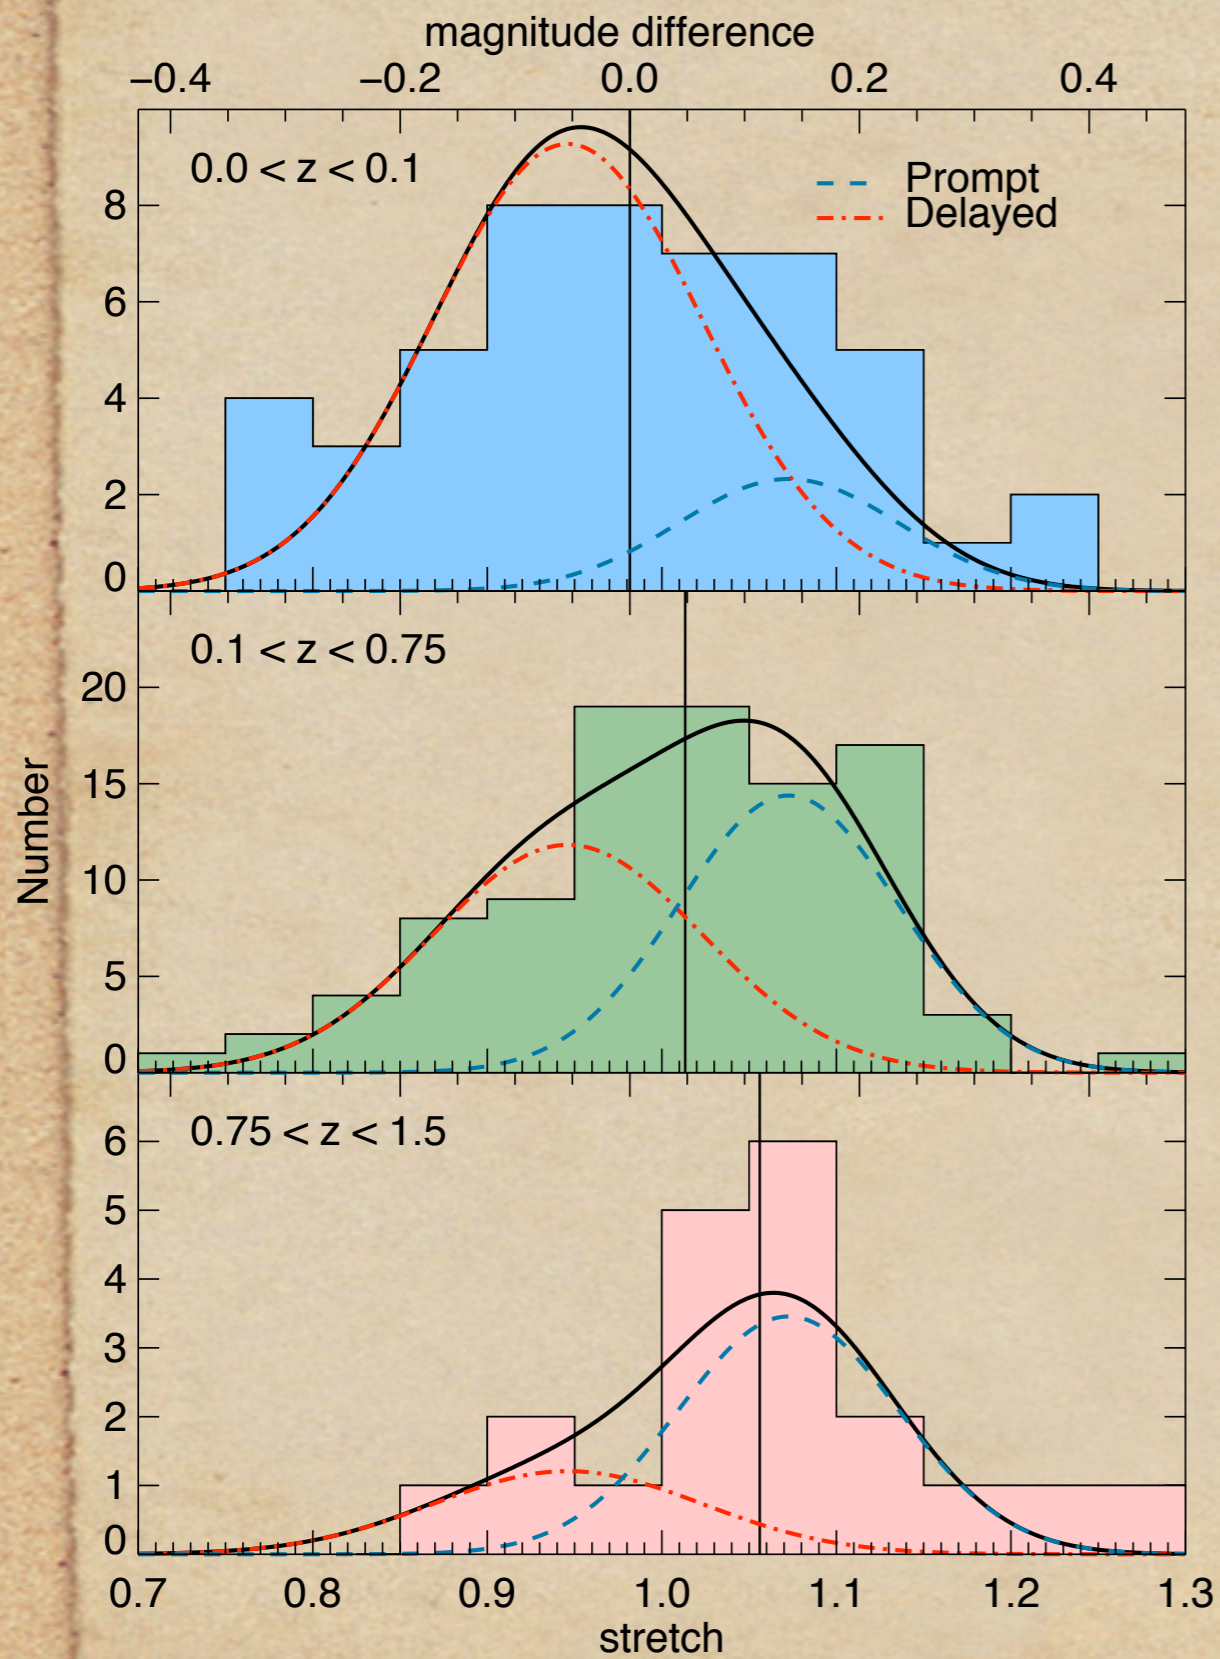 magnitude difference
−0.4 −0.2 0.0 0.2 0.4
0.0 < z < 0.1
Prompt
Delayed
8
6
4
2
0
0.1 < z < 0.75
20
15
10
5
0
Number
0.75 < z < 1.5
6
5
4
3
2
1
0
0.7 0.8 0.9 1.0 1.1 1.2 1.3
stretch